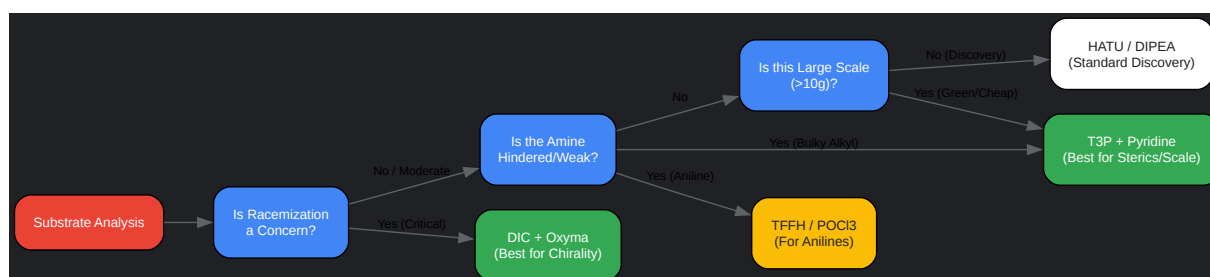 Substrate Analysis
Is Racemization
a Concern?
No / Moderate
Yes (Critical)
DIC + Oxyma
(Best for Chirality)
Is the Amine
Hindered/Weak?
No
Yes (Bulky Alkyl)
Yes (Aniline)
TFFH / POCl3
(For Anilines)
Is this Large Scale
(>10g)?
No (Discovery)
Yes (Green/Cheap)
HATU / DIPEA
(Standard Discovery)
T3P + Pyridine
(Best for Sterics/Scale)